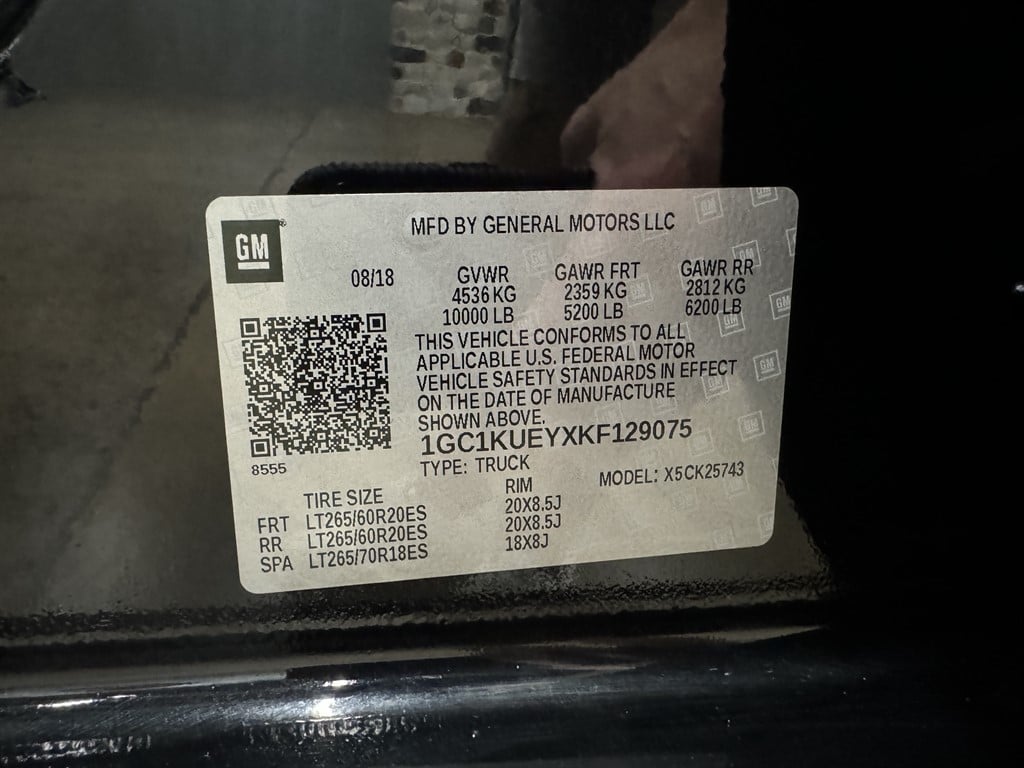 GM
MFD BY GENERAL MOTORS LLC
08/18
GVWR GAWR FRT GAWR RR
4536 KG 2359 KG 2812 KG
10000 LB 5200 LB 6200 LB
THIS VEHICLE CONFORMS TO ALL
APPLICABLE U.S. FEDERAL MOTOR
VEHICLE SAFETY STANDARDS IN EFFECT
ON THE DATE OF MANUFACTURE
SHOWN ABOVE.
1GC1KUEYXKF129075
8555
TYPE: TRUCK MODEL: X5CK25743
TIRE SIZE RIM
FRT LT265/60R20ES 20X8.5J
RR LT265/60R20ES 20X8.5J
SPA LT265/70R18ES 18X8J